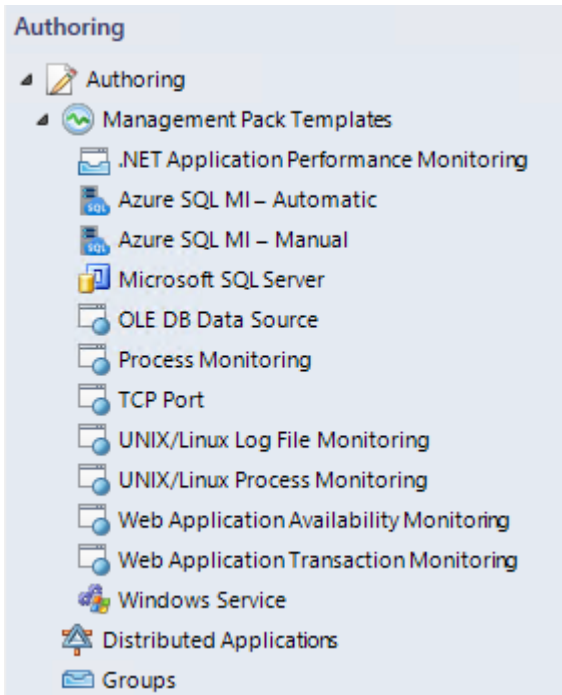 Authoring
Authoring
Management Pack Templates
.NET Application Performance Monitoring
Azure SQL MI – Automatic
Azure SQL MI – Manual
Microsoft SQL Server
OLE DB Data Source
Process Monitoring
TCP Port
UNIX/Linux Log File Monitoring
UNIX/Linux Process Monitoring
Web Application Availability Monitoring
Web Application Transaction Monitoring
Windows Service
Distributed Applications
Groups